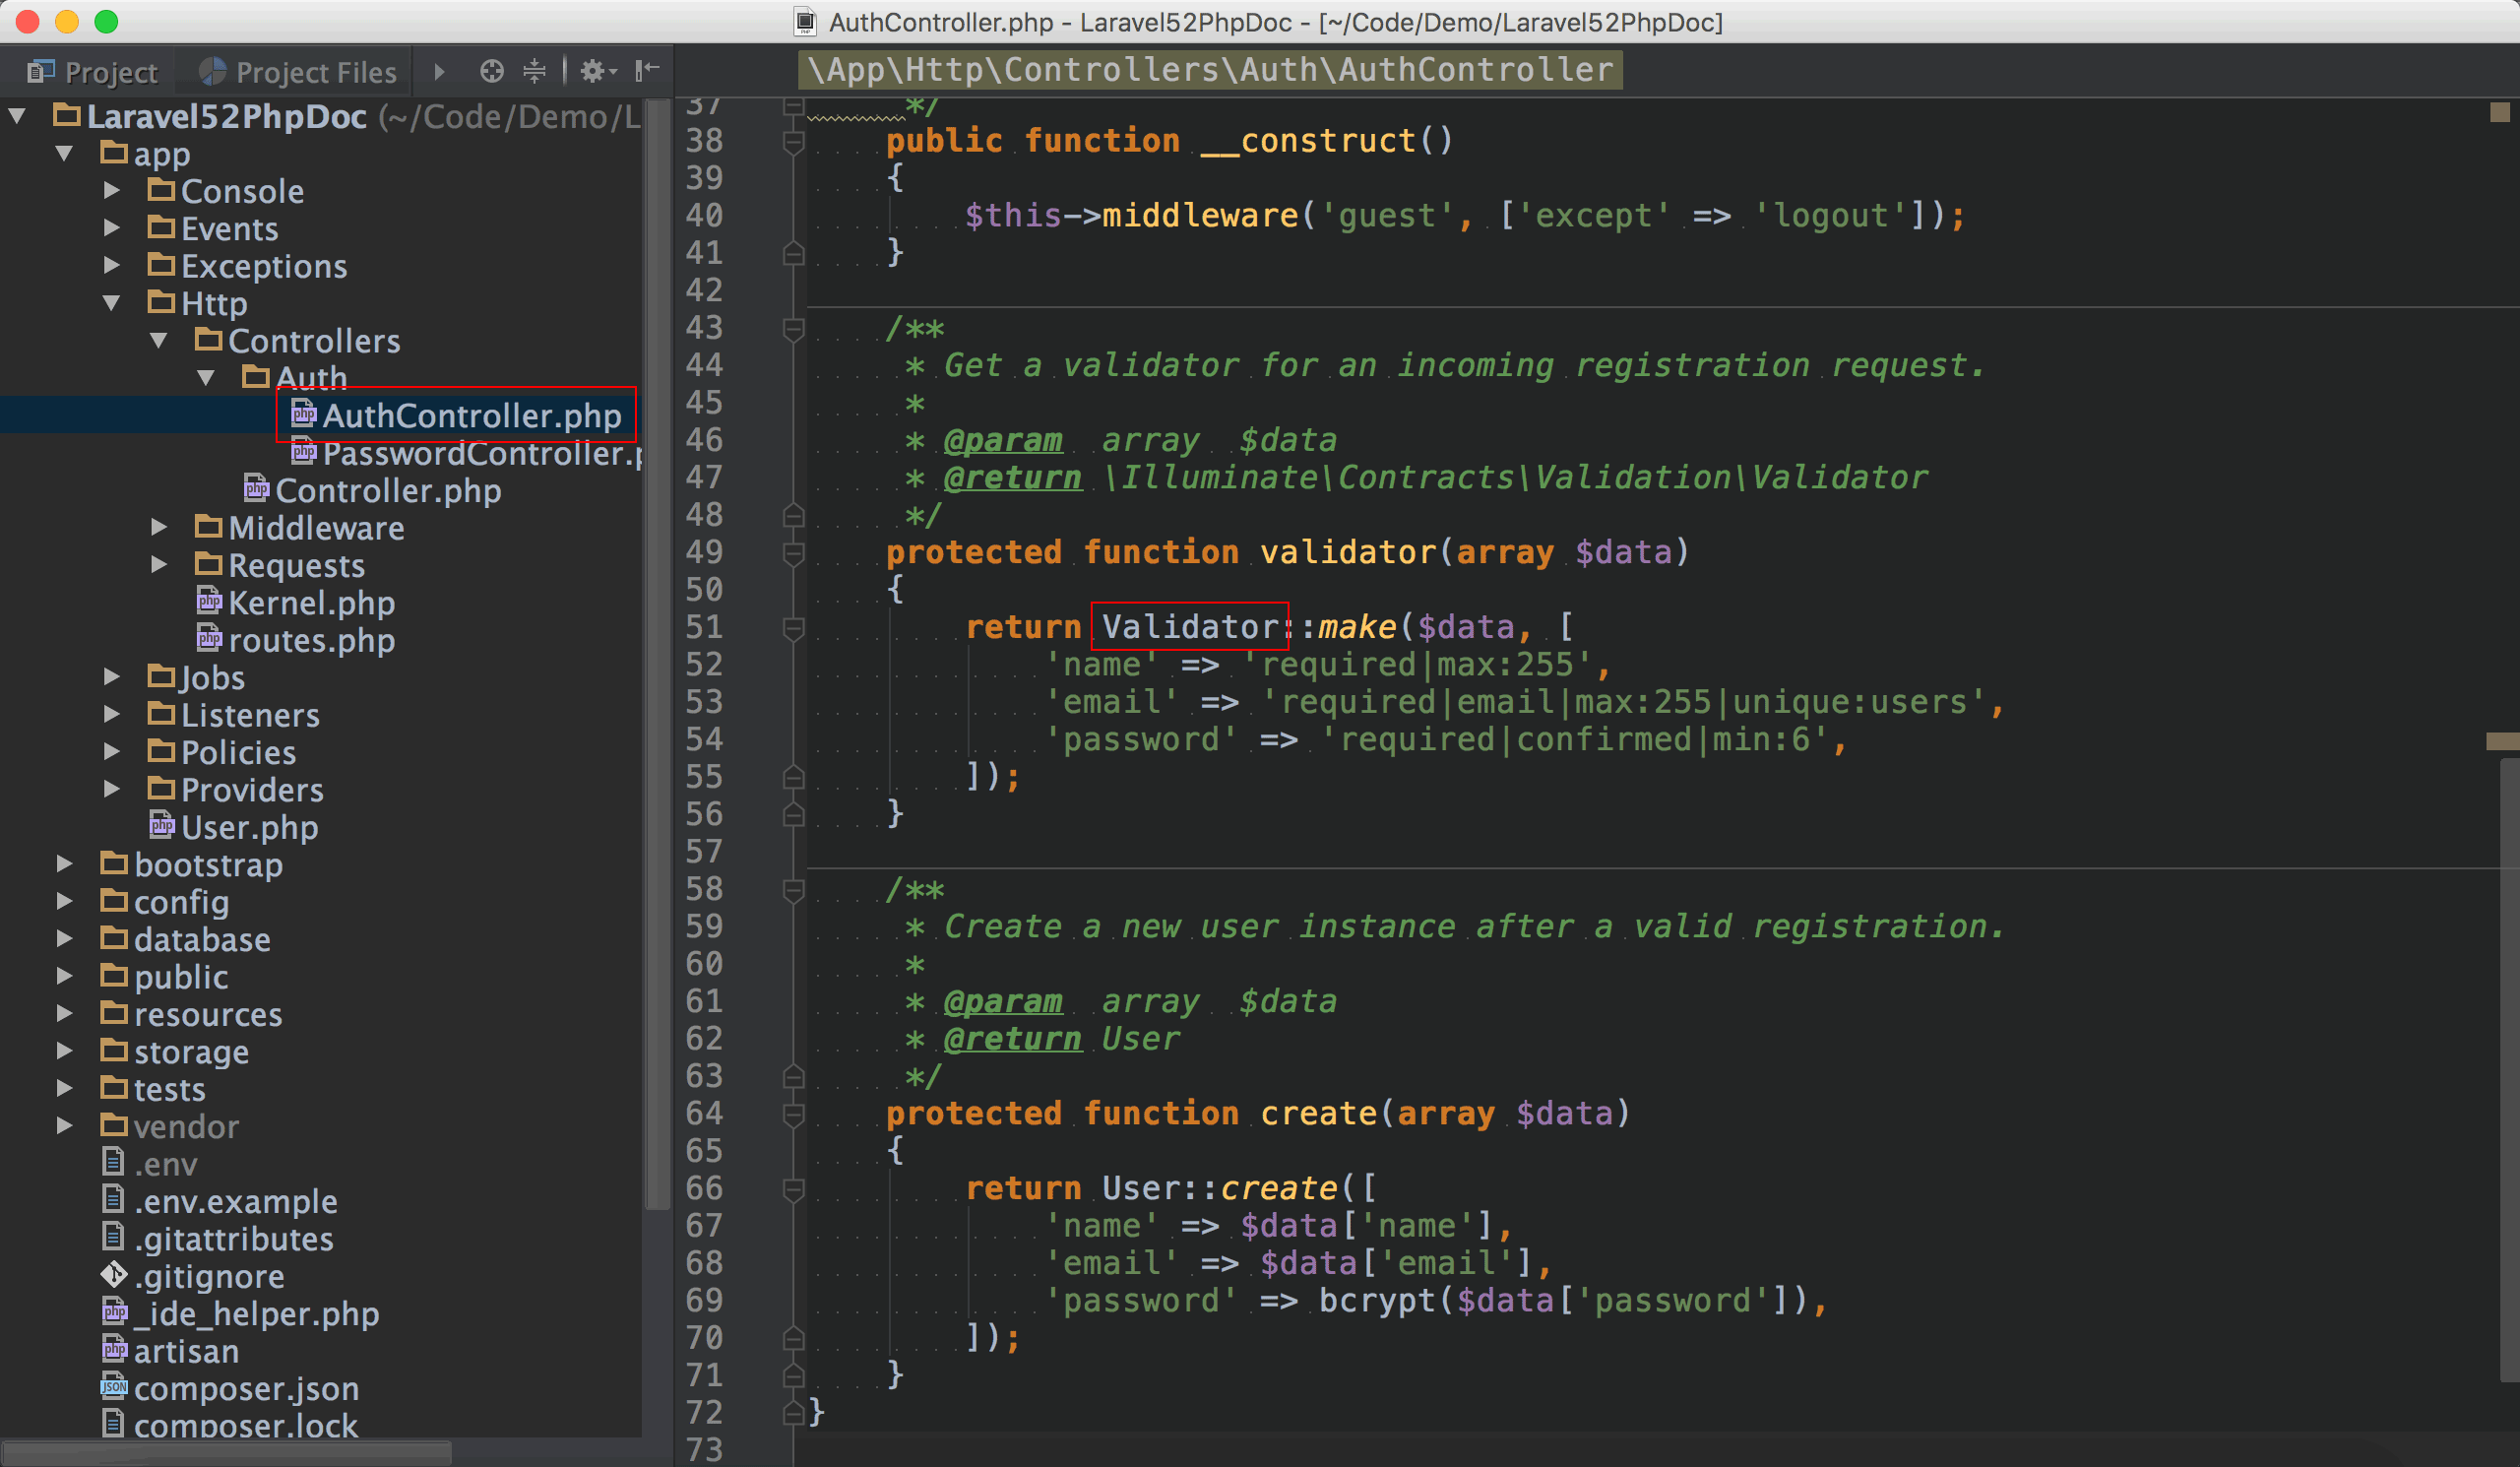 AuthController.php - Laravel52PhpDoc - [~/Code/Demo/Laravel52PhpDoc]
Project
Project Files
\App\Http\Controllers\Auth\AuthController
Laravel52PhpDoc (~/Code/Demo/L
app
Console
Events
Exceptions
Http
Controllers
Auth
php AuthController.php
php PasswordController.p
php Controller.php
Middleware
Requests
php Kernel.php
php routes.php
Jobs
Listeners
Policies
Providers
php User.php
bootstrap
config
database
public
resources
storage
tests
vendor
.env
.env.example
.gitattributes
.gitignore
php _ide_helper.php
php artisan
JSON composer.json
composer.lock
37 */
38 public function __construct()
39 {
40 $this->middleware('guest', ['except' => 'logout']);
41 }
42
43 /**
44 * Get a validator for an incoming registration request.
45 *
46 * @param  array  $data
47 * @return \Illuminate\Contracts\Validation\Validator
48 */
49 protected function validator(array $data)
50 {
51 return Validator::make($data, [
52 'name' => 'required|max:255',
53 'email' => 'required|email|max:255|unique:users',
54 'password' => 'required|confirmed|min:6',
55 ]);
56 }
57
58 /**
59 * Create a new user instance after a valid registration.
60 *
61 * @param  array  $data
62 * @return User
63 */
64 protected function create(array $data)
65 {
66 return User::create([
67 'name' => $data['name'],
68 'email' => $data['email'],
69 'password' => bcrypt($data['password']),
70 ]);
71 }
72 }
73